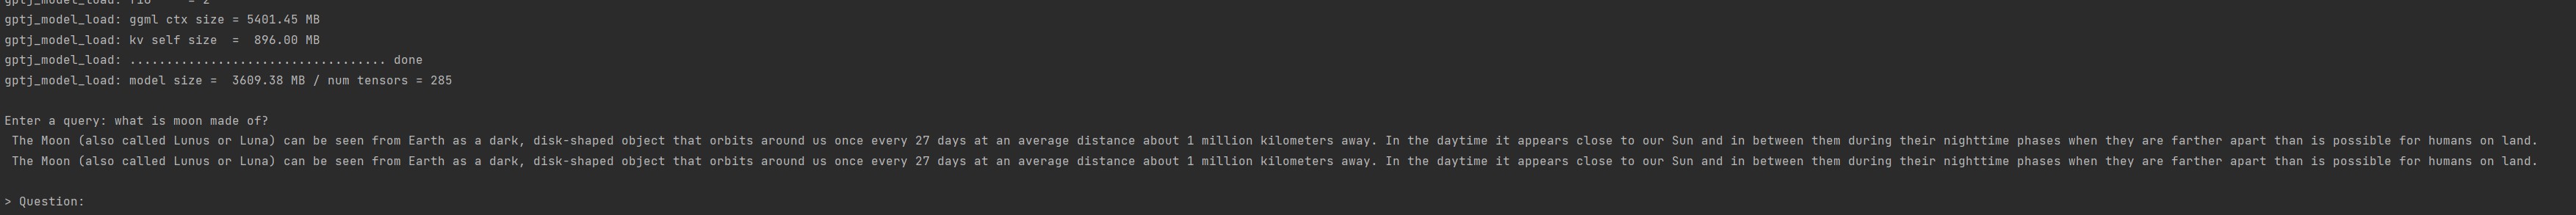 gptj_model_load: f16     = 2
gptj_model_load: ggml ctx size = 5401.45 MB
gptj_model_load: kv self size  =  896.00 MB
gptj_model_load: ................................... done
gptj_model_load: model size =  3609.38 MB / num tensors = 285
Enter a query: what is moon made of?
The Moon (also called Lunus or Luna) can be seen from Earth as a dark, disk-shaped object that orbits around us once every 27 days at an average distance about 1 million kilometers away. In the daytime it appears close to our Sun and in between them during their nighttime phases when they are farther apart than is possible for humans on land.
The Moon (also called Lunus or Luna) can be seen from Earth as a dark, disk-shaped object that orbits around us once every 27 days at an average distance about 1 million kilometers away. In the daytime it appears close to our Sun and in between them during their nighttime phases when they are farther apart than is possible for humans on land.
> Question: